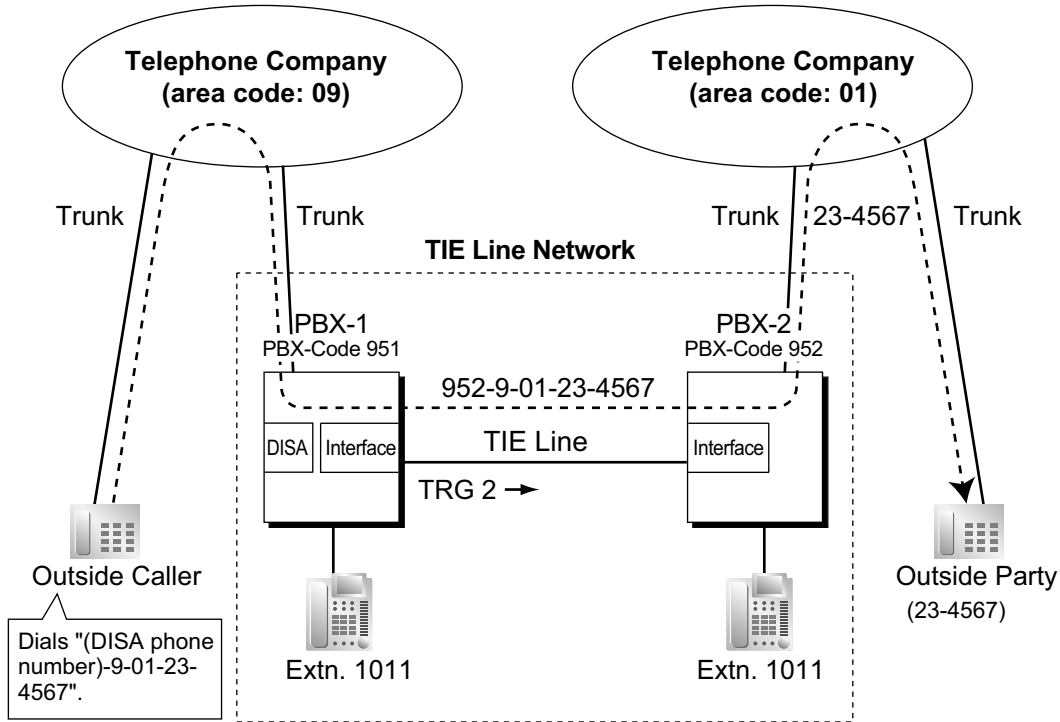 Telephone Company
(area code: 09)
Telephone Company
(area code: 01)
Trunk
Trunk
Trunk
23-4567
Trunk
TIE Line Network
PBX-1
PBX-Code 951
PBX-2
PBX-Code 952
952-9-01-23-4567
DISA
Interface
TIE Line
Interface
TRG 2
Outside Caller
Outside Party
(23-4567)
Dials "(DISA phone
number)-9-01-23-
4567".
Extn. 1011
Extn. 1011